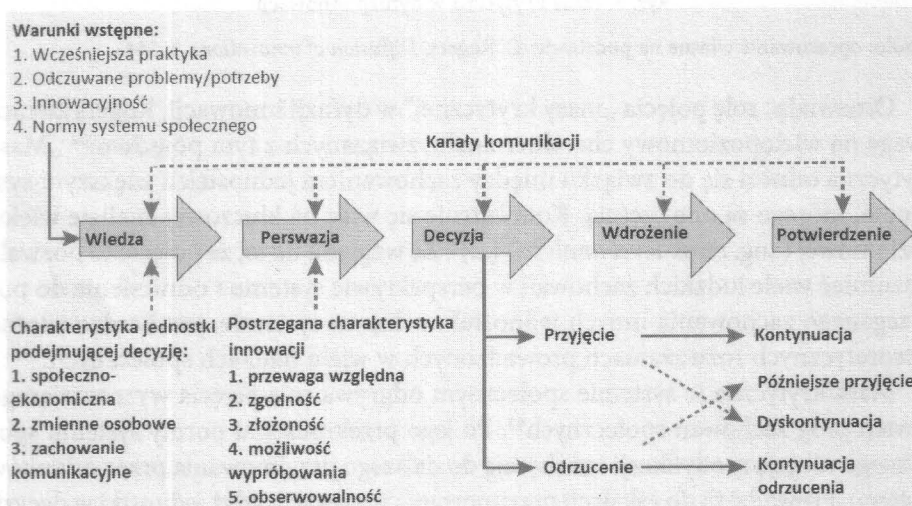 Warunki wstępne:
1. Wcześniejsza praktyka
2. Odczuwane problemy/potrzeby
3. Innowacyjność
4. Normy systemu społecznego
Kanały komunikacji
Wiedza
Perswazja
Decyzja
Wdrożenie
Potwierdzenie
Charakterystyka jednostki
podejmującej decyzję:
1. społeczno-
ekonomiczna
2. zmienne osobowe
3. zachowanie
komunikacyjne
Postrzegana charakterystyka
innowacji
1. przewaga względna
2. zgodność
3. złożoność
4. możliwość
wypróbowana
5. obserwowalność
Przyjęcie
Odrzucenie
Kontynuacja
Późniejsze przyjęcie
Dyskontynuacja
Kontynuacja
odrzucenia